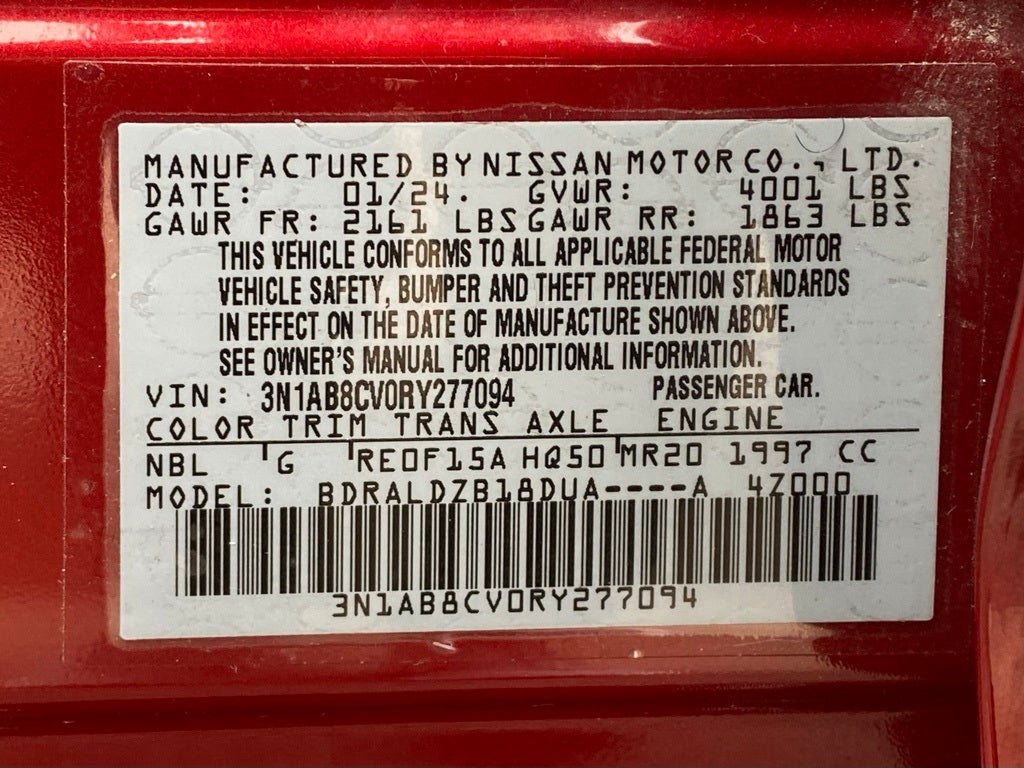 MANUFACTURED BY NISSAN MOTOR CO., LTD.
DATE: 01/24. GVWR: 4001 LBS
GAWR FR: 2161 LBS GAWR RR: 1863 LBS
THIS VEHICLE CONFORMS TO ALL APPLICABLE FEDERAL MOTOR
VEHICLE SAFETY, BUMPER AND THEFT PREVENTION STANDARDS
IN EFFECT ON THE DATE OF MANUFACTURE SHOWN ABOVE.
SEE OWNER'S MANUAL FOR ADDITIONAL INFORMATION.
VIN: 3N1AB8CV0RY277094 PASSENGER CAR.
COLOR TRIM TRANS AXLE ENGINE
NBL G RE0F15A HQ50 MR20 1997 CC
MODEL: BDRALDZB18DUA----A 4Z000
3N1AB8CV0RY277094